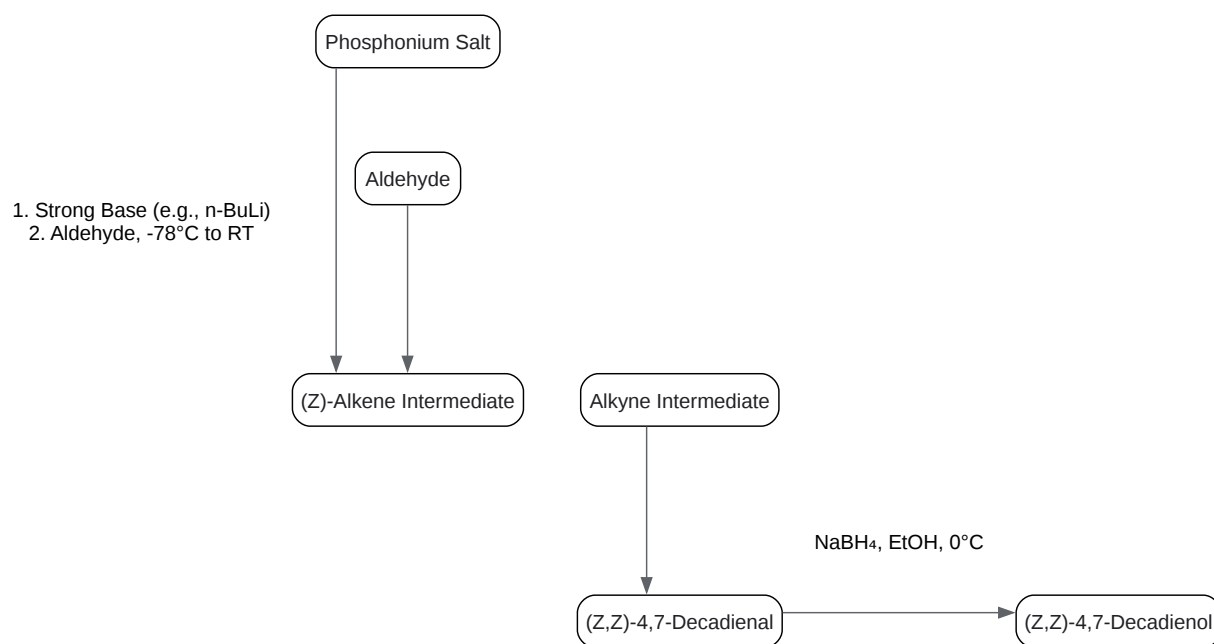 Phosphonium Salt
Aldehyde
1. Strong Base (e.g., n-BuLi)
2. Aldehyde, -78°C to RT
(Z)-Alkene Intermediate
Alkyne Intermediate
NaBH₄, EtOH, 0°C
(Z,Z)-4,7-Decadienal
(Z,Z)-4,7-Decadienol